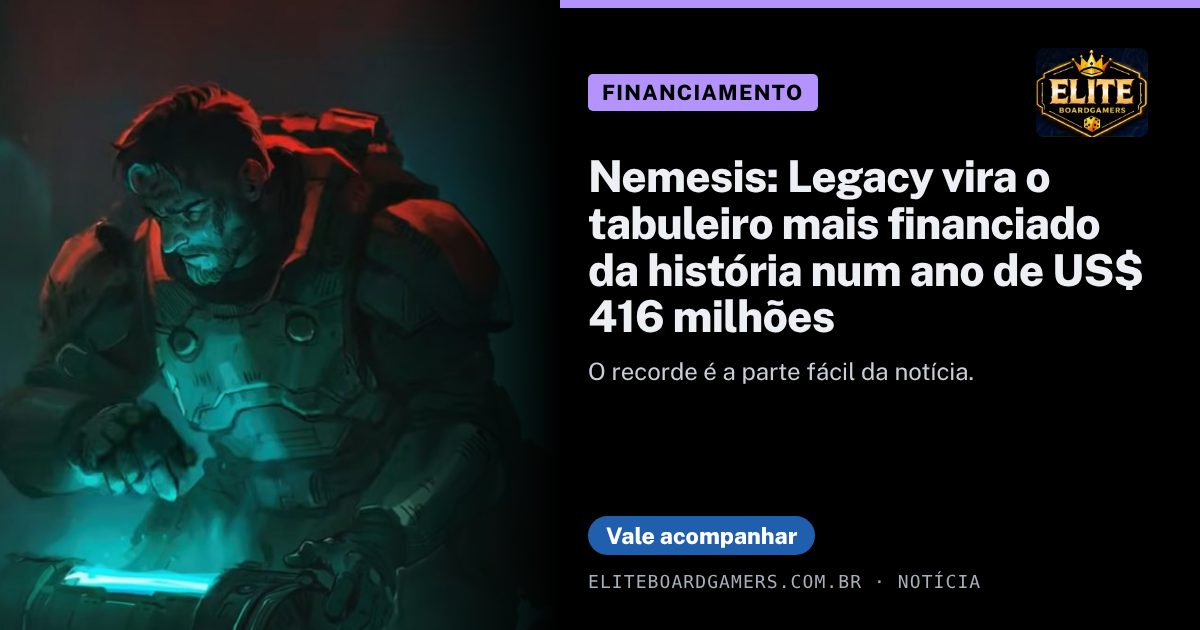 FINANCIAMENTO
ELITE
BOARDGAMERS
Nemesis: Legacy vira o
tabuleiro mais financiado
da história num ano de US$
416 milhões
O recorde é a parte fácil da notícia.
Vale acompanhar
ELITEBOARDGAMERS.COM.BR · NOTÍCIA